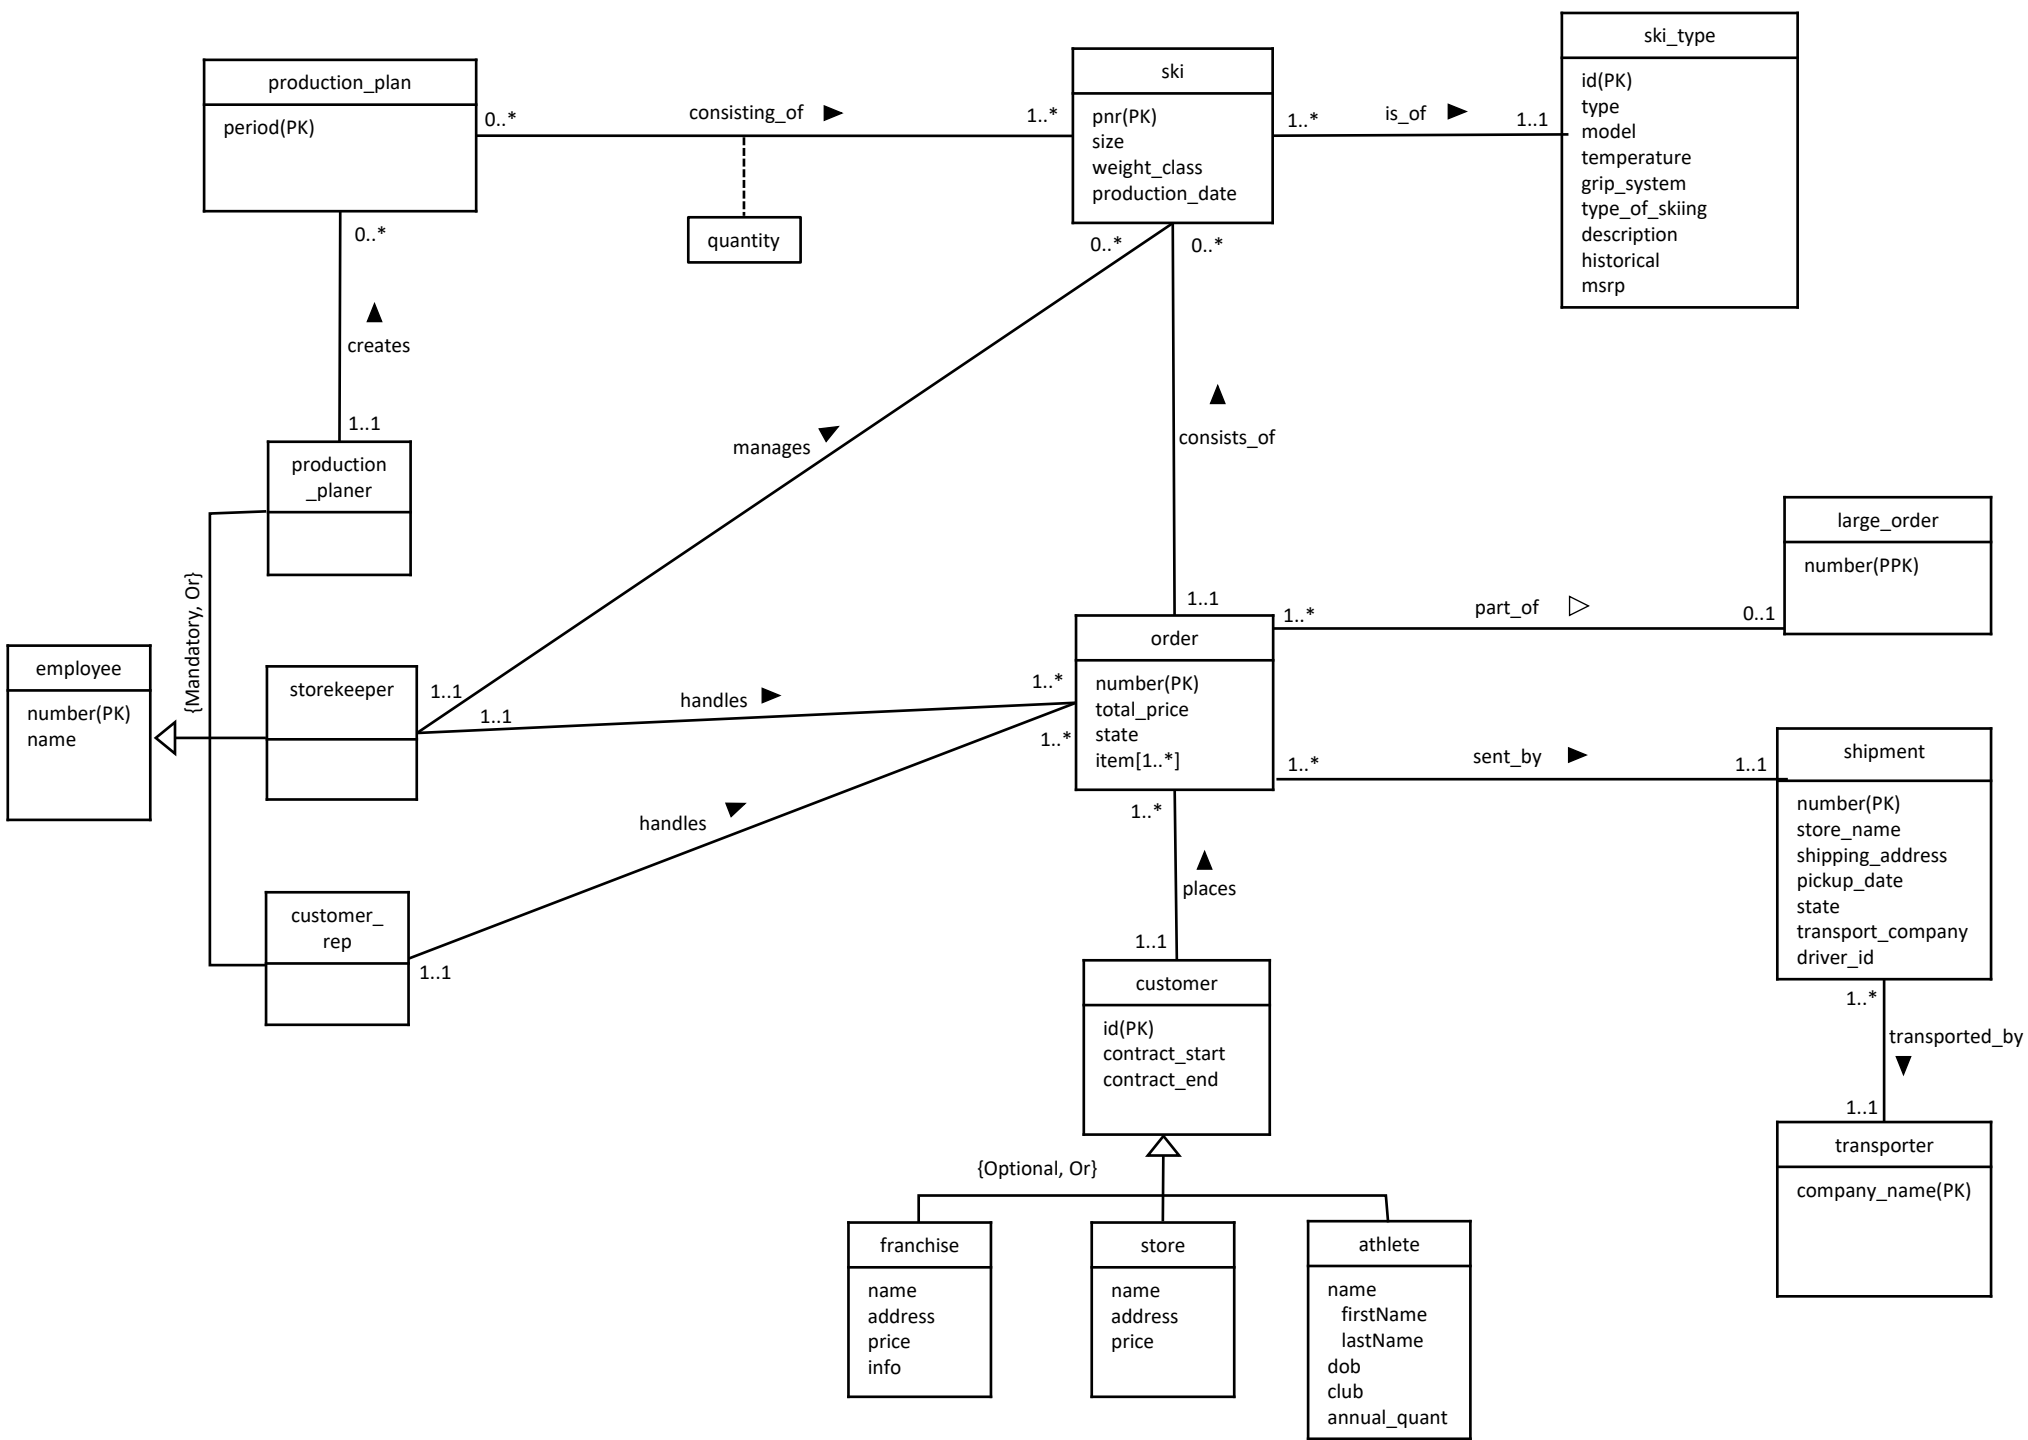 production_plan
period(PK)
0..*
consisting_of
1..*
quantity
ski
pnr(PK)
size
weight_class
production_date
1..*
is_of
1..1
ski_type
id(PK)
type
model
temperature
grip_system
type_of_skiing
description
historical
msrp
0..*
creates
1..1
0..*
0..*
manages
consists_of
production
_planer
{Mandatory, Or}
employee
number(PK)
name
storekeeper
1..1
1..1
handles
1..*
1..*
handles
customer_
rep
1..1
1..1
order
number(PK)
total_price
state
item[1..*]
1..*
part_of
0..1
large_order
number(PPK)
1..*
sent_by
1..1
shipment
number(PK)
store_name
shipping_address
pickup_date
state
transport_company
driver_id
1..*
places
1..1
customer
id(PK)
contract_start
contract_end
1..*
transported_by
1..1
transporter
company_name(PK)
{Optional, Or}
franchise
name
address
price
info
store
name
address
price
athlete
name
firstName
lastName
dob
club
annual_quant